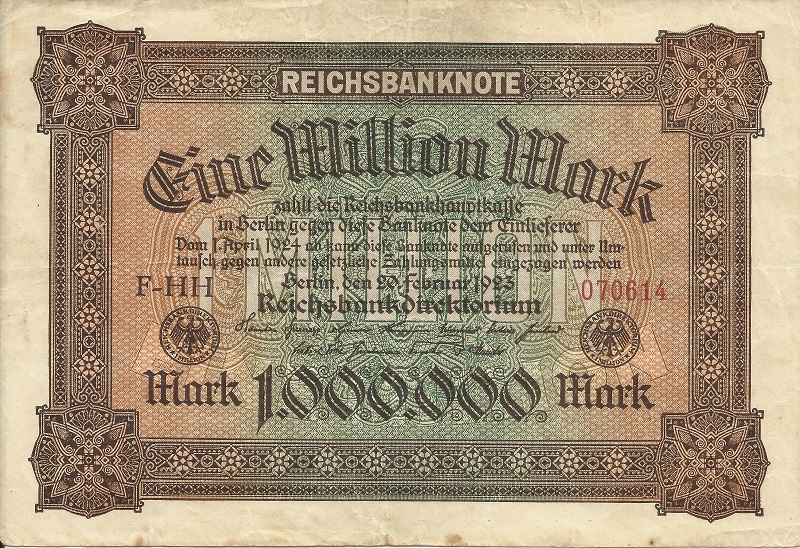 REICHSBANKNOTE
Eine Million Mark
zahlt die Reichsbankhauptkasse
in Berlin gegen diese Banknote dem Einlieferer
Vom 1. April 1924 ab kann diese Banknote aufgerufen und unter Um-
tausch gegen andere gesetzliche Zahlungsmittel eingezogen werden
Berlin, den 20. Februar 1923
F-HH 070614
Reichsbankdirektorium
Mark 1.000.000 Mark